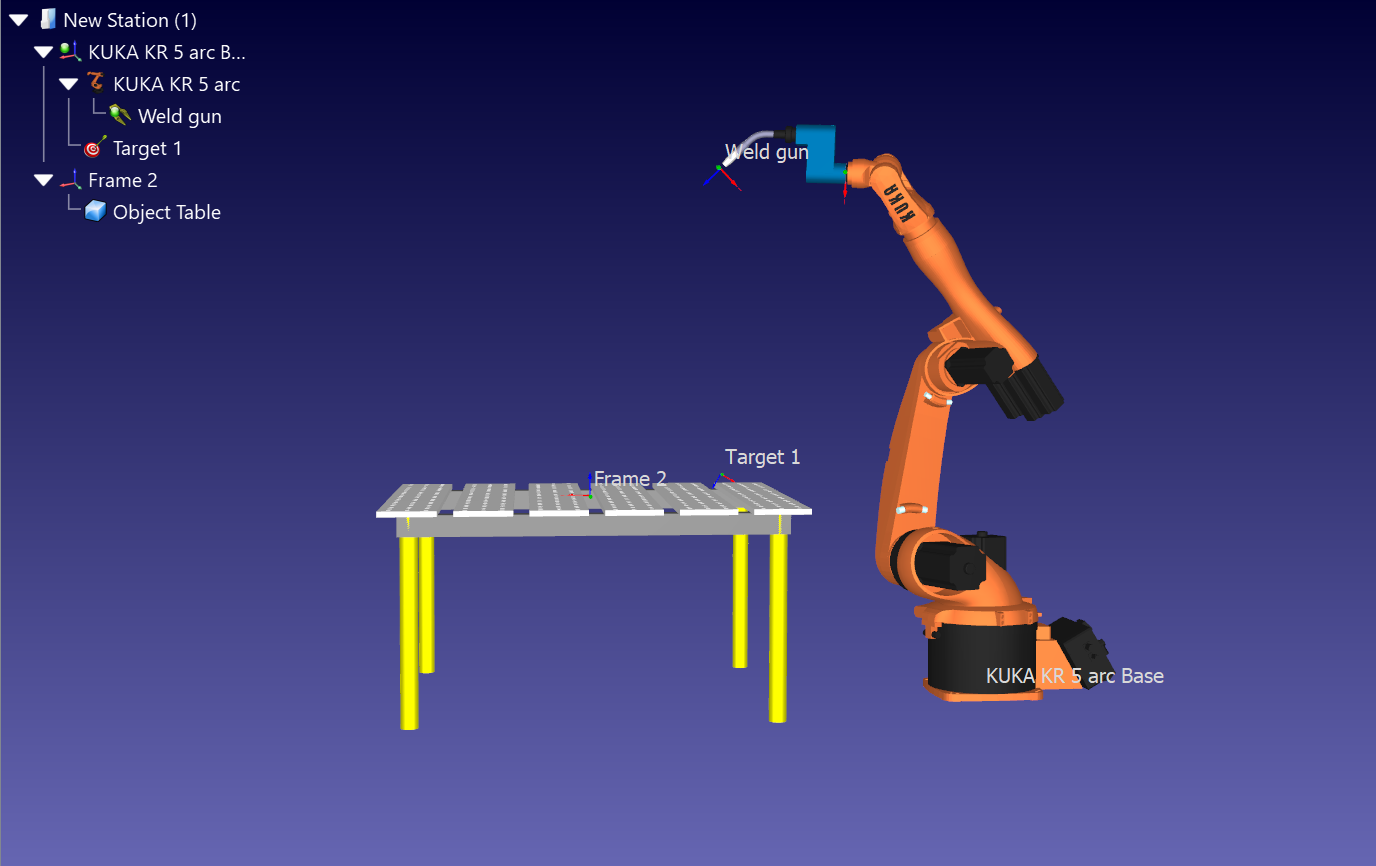 New Station (1)
KUKA KR 5 arc B...
KUKA KR 5 arc
Weld gun
Target 1
Frame 2
Object Table
Weld gun
KUKA
Target 1
Frame 2
KUKA KR 5 arc Base